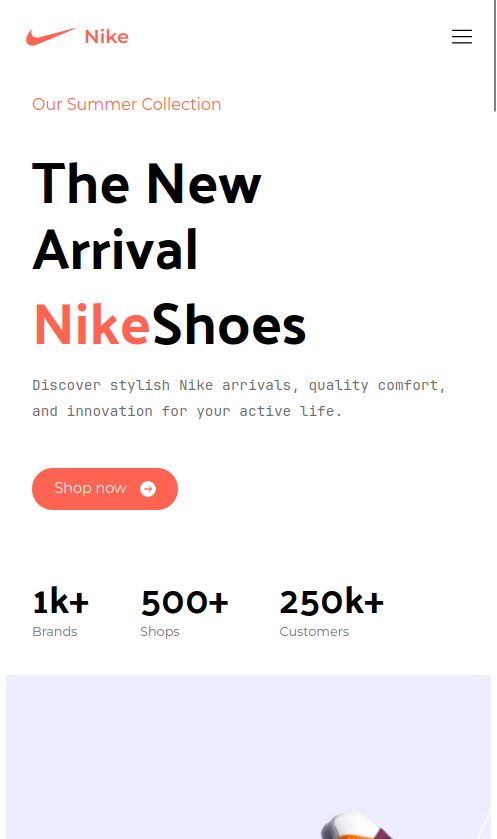 Nike
Our Summer Collection
The New
Arrival
NikeShoes
Discover stylish Nike arrivals, quality comfort,
and innovation for your active life.
Shop now
1k+ 500+ 250k+
Brands Shops Customers